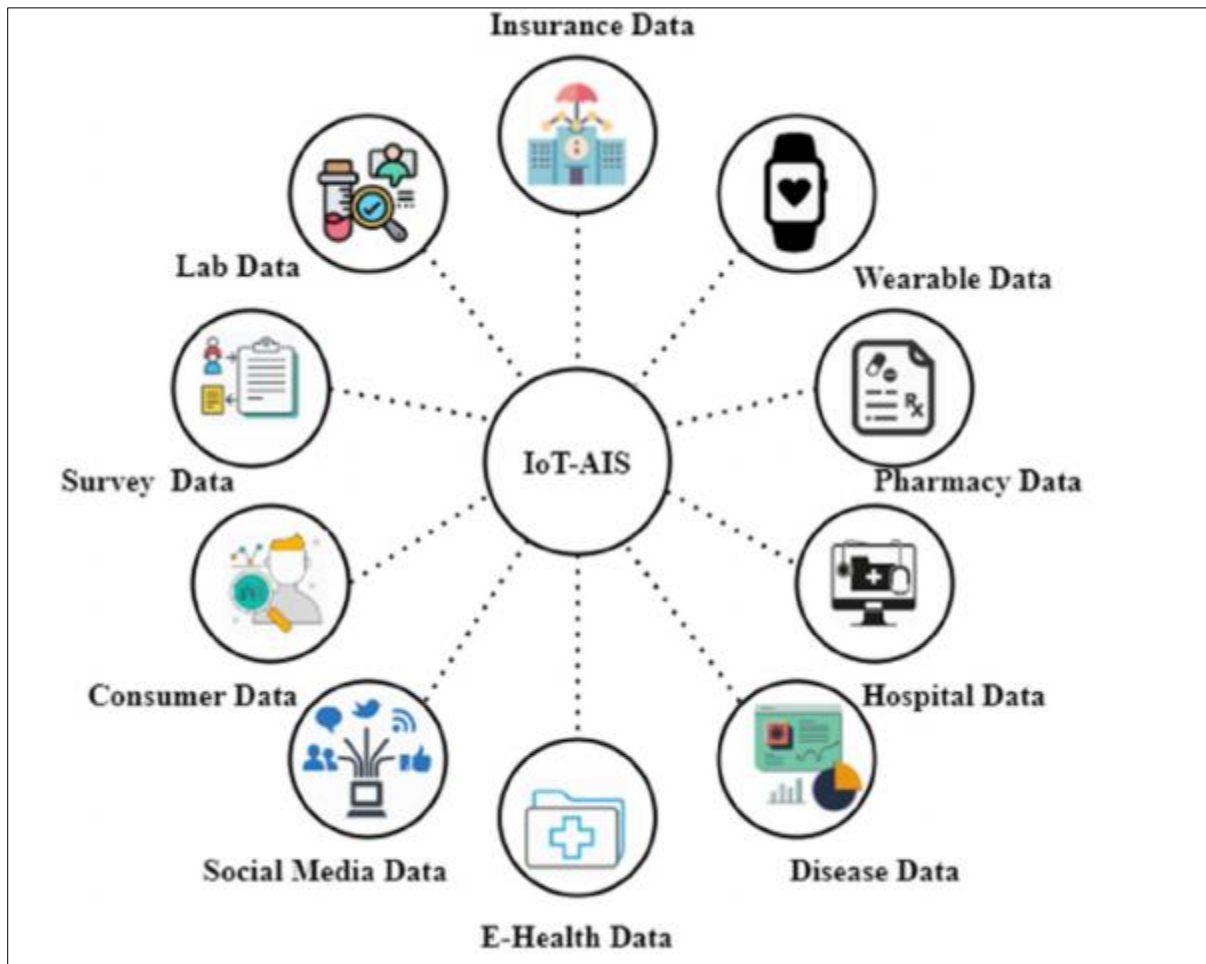 Insurance Data
Lab Data
Wearable Data
Survey Data
IoT-AIS
Pharmacy Data
Rx
Consumer Data
Hospital Data
Social Media Data
Disease Data
E-Health Data